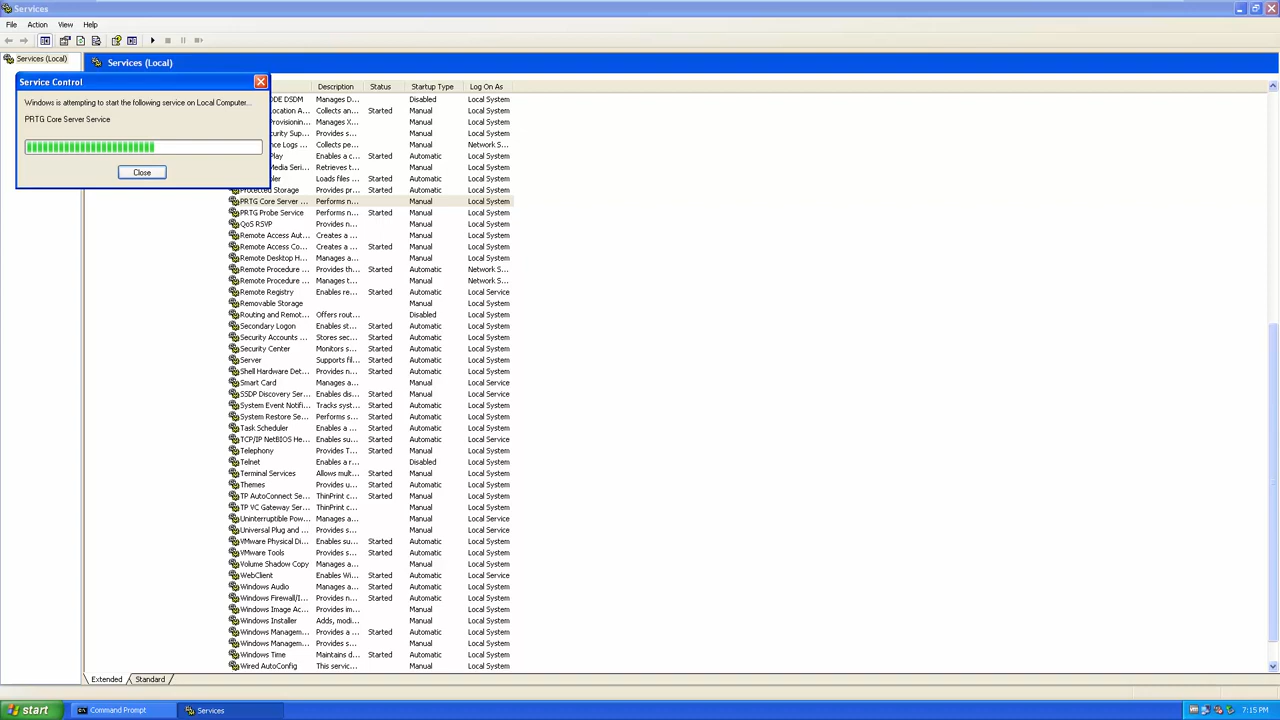 Services
File Action View Help
Services (Local)
Services (Local)
Service Control
Windows is attempting to start the following service on Local Computer...
PRTG Core Server Service
Close
Description Status Startup Type Log On As
DDE DSDM Manages D... Disabled Local System
ocation A... Collects an... Started Manual Local System
Provisionin... Manages X... Manual Local System
curity Sup... Provides s... Manual Local System
nce Logs ... Collects pe... Manual Network S...
Play Enables a c... Started Automatic Local System
Media Seri... Retrieves t... Manual Local System
oler Loads files ... Started Automatic Local System
Protected Storage Provides pr... Started Automatic Local System
PRTG Core Server ... Performs n... Manual Local System
PRTG Probe Service Performs n... Started Manual Local System
QoS RSVP Provides n... Manual Local System
Remote Access Aut... Creates a ... Manual Local System
Remote Access Co... Creates a ... Started Manual Local System
Remote Desktop H... Manages a... Manual Local System
Remote Procedure ... Provides th... Started Automatic Network S...
Remote Procedure ... Manages t... Manual Network S...
Remote Registry Enables re... Started Automatic Local Service
Removable Storage Manual Local System
Routing and Remot... Offers rout... Disabled Local System
Secondary Logon Enables st... Started Automatic Local System
Security Accounts ... Stores sec... Started Automatic Local System
Security Center Monitors s... Started Automatic Local System
Server Supports fil... Started Automatic Local System
Shell Hardware Det... Provides n... Started Automatic Local System
Smart Card Manages a... Manual Local Service
SSDP Discovery Ser... Enables dis... Started Manual Local Service
System Event Notifi... Tracks syst... Started Automatic Local System
System Restore Se... Performs s... Started Automatic Local System
Task Scheduler Enables a ... Started Automatic Local System
TCP/IP NetBIOS He... Enables su... Started Automatic Local Service
Telephony Provides T... Started Manual Local System
Telnet Enables a r... Disabled Local System
Terminal Services Allows mult... Started Manual Local System
Themes Provides u... Started Automatic Local System
TP AutoConnect Se... ThinPrint c... Started Manual Local System
TP VC Gateway Ser... ThinPrint c... Manual Local System
Uninterruptible Pow... Manages a... Manual Local Service
Universal Plug and ... Provides s... Manual Local Service
VMware Physical Di... Enables su... Started Automatic Local System
VMware Tools Provides s... Started Automatic Local System
Volume Shadow Copy Manages a... Manual Local System
WebClient Enables Wi... Started Automatic Local Service
Windows Audio Manages a... Started Automatic Local System
Windows Firewall/I... Provides n... Started Automatic Local System
Windows Image Ac... Provides im... Manual Local System
Windows Installer Adds, modi... Manual Local System
Windows Managem... Provides a ... Started Automatic Local System
Windows Managem... Provides s... Manual Local System
Windows Time Maintains d... Started Automatic Local System
Wired AutoConfig This servic... Manual Local System
Extended Standard
start Command Prompt Services 7:15 PM